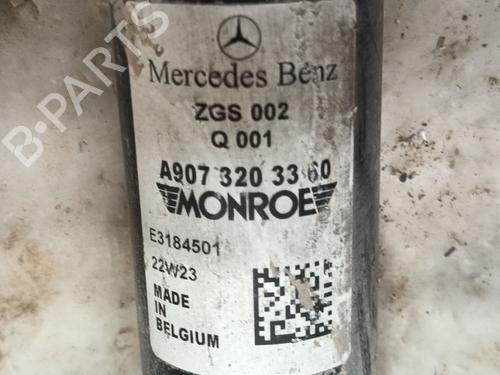 Mercedes Benz
ZGS 002
Q 001
A907 320 33 60
MONROE
E3184501
22W23
MADE
IN
BELGIUM
B-PARTS